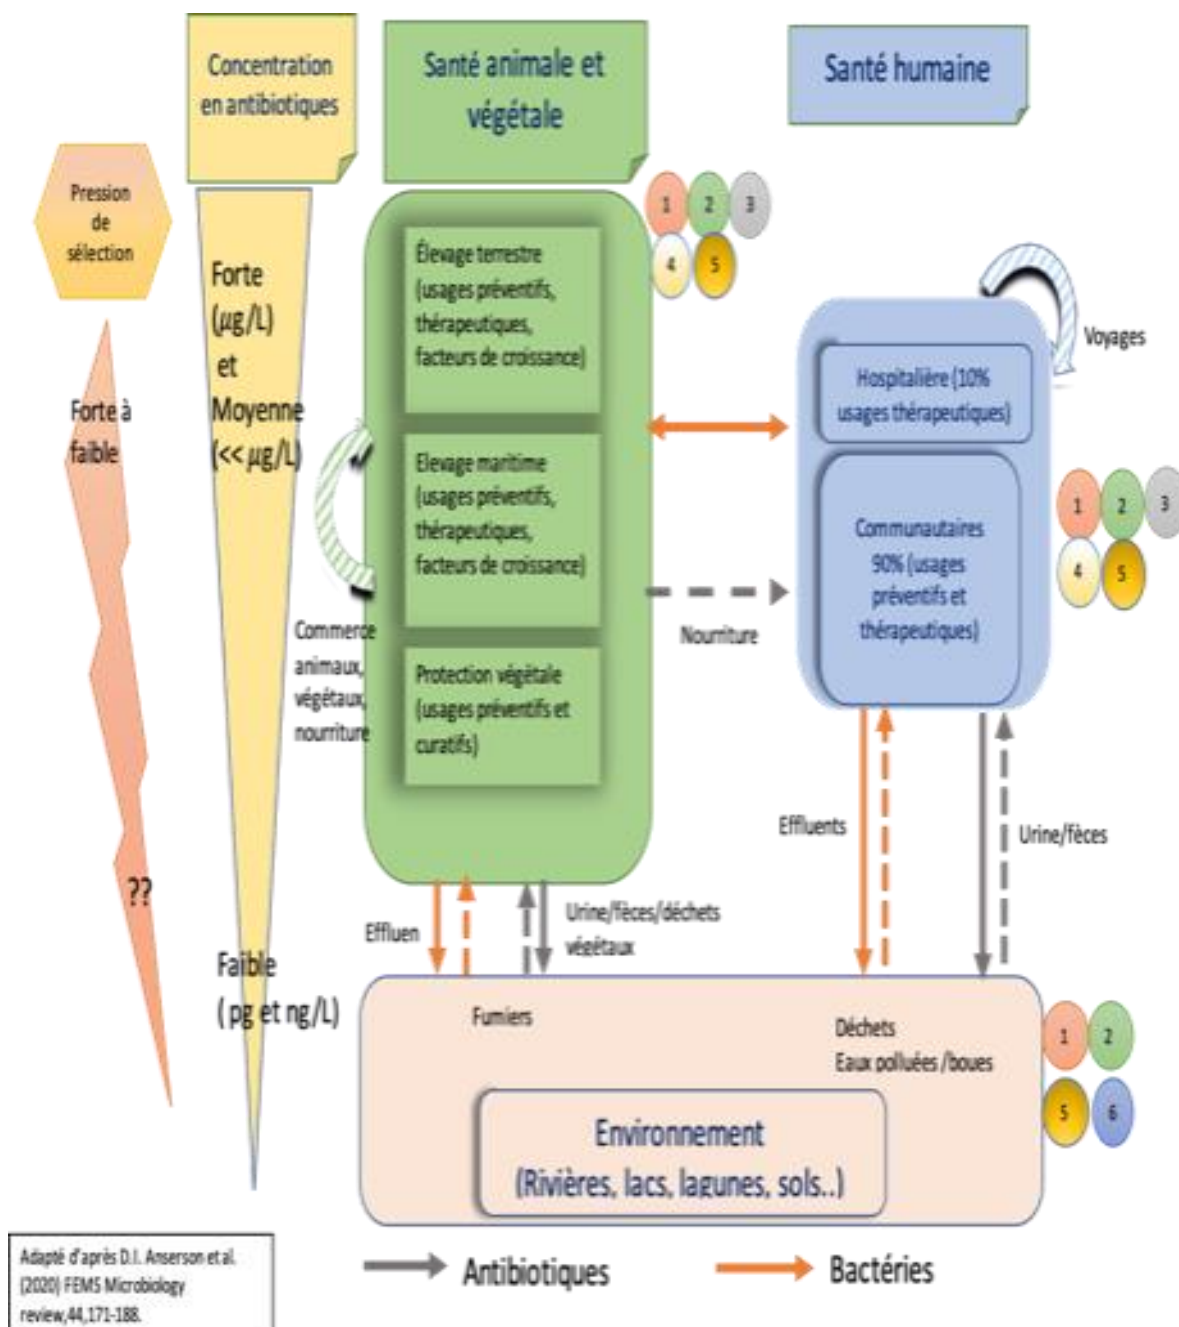 Concentration
en antibiotiques
Santé animale et
végétale
Santé humaine
Pression
de
sélection
Forte
(µg/L)
et
Moyenne
(<< µg/L)
Forte à
faible
??
Faible
( pg et ng/L)
1
2
3
4
5
Élevage terrestre
(usages préventifs,
thérapeutiques,
facteurs de croissance)
Elevage maritime
(usages préventifs,
thérapeutiques,
facteurs de croissance)
Protection végétale
(usages préventifs et
curatifs)
Commerce
animaux,
végétaux,
nourriture
Voyages
Hospitalière (10%
usages thérapeutiques)
Communautaires
90% (usages
préventifs et
thérapeutiques)
1
2
3
4
5
Nourriture
Effluen
Urine/fèces/déchets
végétaux
Effluents
Urine/fèces
Fumiers
Déchets
Eaux polluées /boues
1
2
5
6
Environnement
(Rivières, lacs, lagunes, sols..)
Adapté d'après D.I. Anserson et al.
(2020) FEMS Microbiology
review,44,171-188.
Antibiotiques
Bactéries